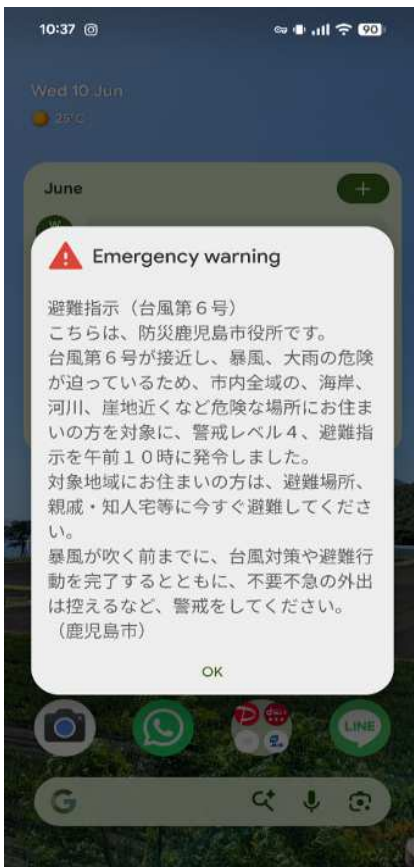 10:37
90
Wed 10 Jun
25°C
June
Emergency warning
避難指示（台風第６号）
こちらは、防災鹿児島市役所です。
台風第６号が接近し、暴風、大雨の危険
が迫っているため、市内全域の、海岸、
河川、崖地近くなど危険な場所にお住ま
いの方を対象に、警戒レベル４、避難指
示を午前１０時に発令しました。
対象地域にお住まいの方は、避難場所、
親戚・知人宅等に今すぐ避難してくださ
い。
暴風が吹く前までに、台風対策や避難行
動を完了するとともに、不要不急の外出
は控えるなど、警戒をしてください。
（鹿児島市）
OK
LINE